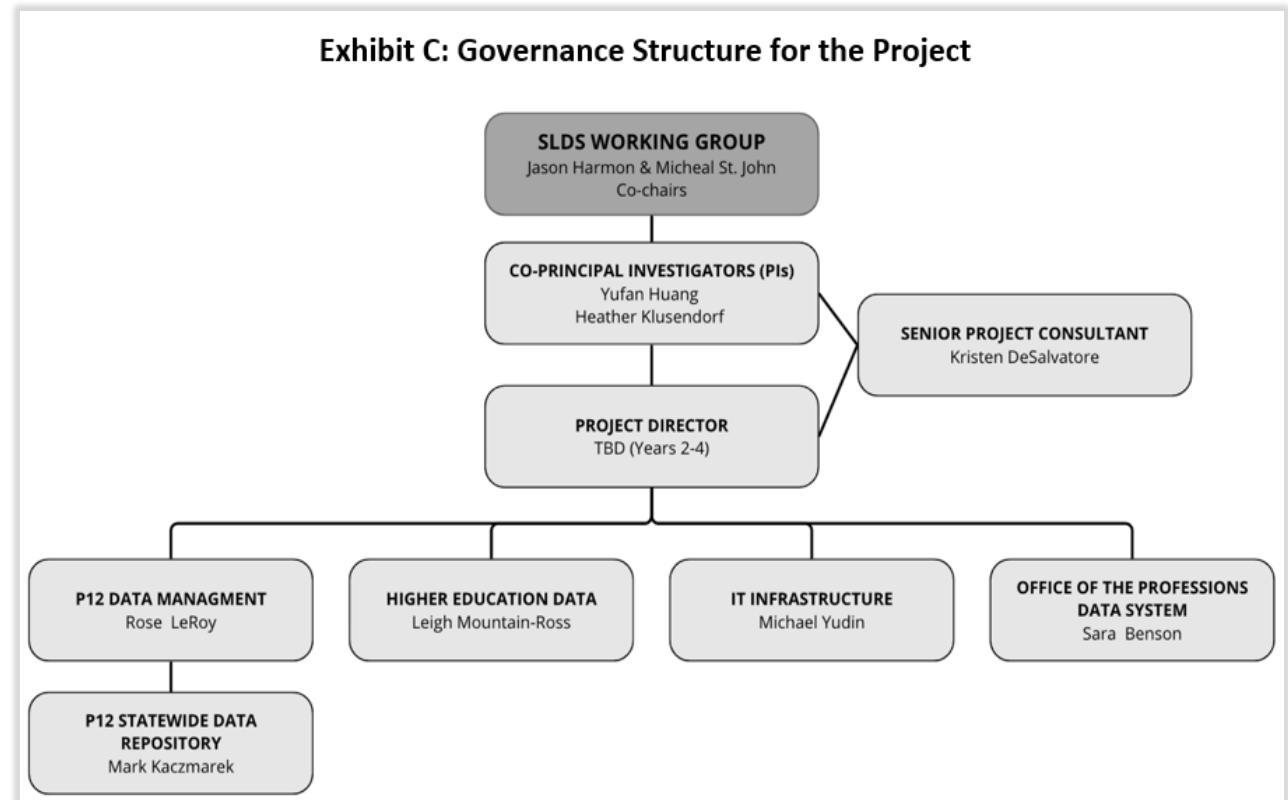 Exhibit C: Governance Structure for the Project
SLDS WORKING GROUP
Jason Harmon & Micheal St. John
Co-chairs
CO-PRINCIPAL INVESTIGATORS (PIs)
Yufan Huang
Heather Klusendorf
SENIOR PROJECT CONSULTANT
Kristen DeSalvatore
PROJECT DIRECTOR
TBD (Years 2-4)
P12 DATA MANAGMENT
Rose LeRoy
HIGHER EDUCATION DATA
Leigh Mountain-Ross
IT INFRASTRUCTURE
Michael Yudin
OFFICE OF THE PROFESSIONS
DATA SYSTEM
Sara Benson
P12 STATEWIDE DATA
REPOSITORY
Mark Kaczmarek